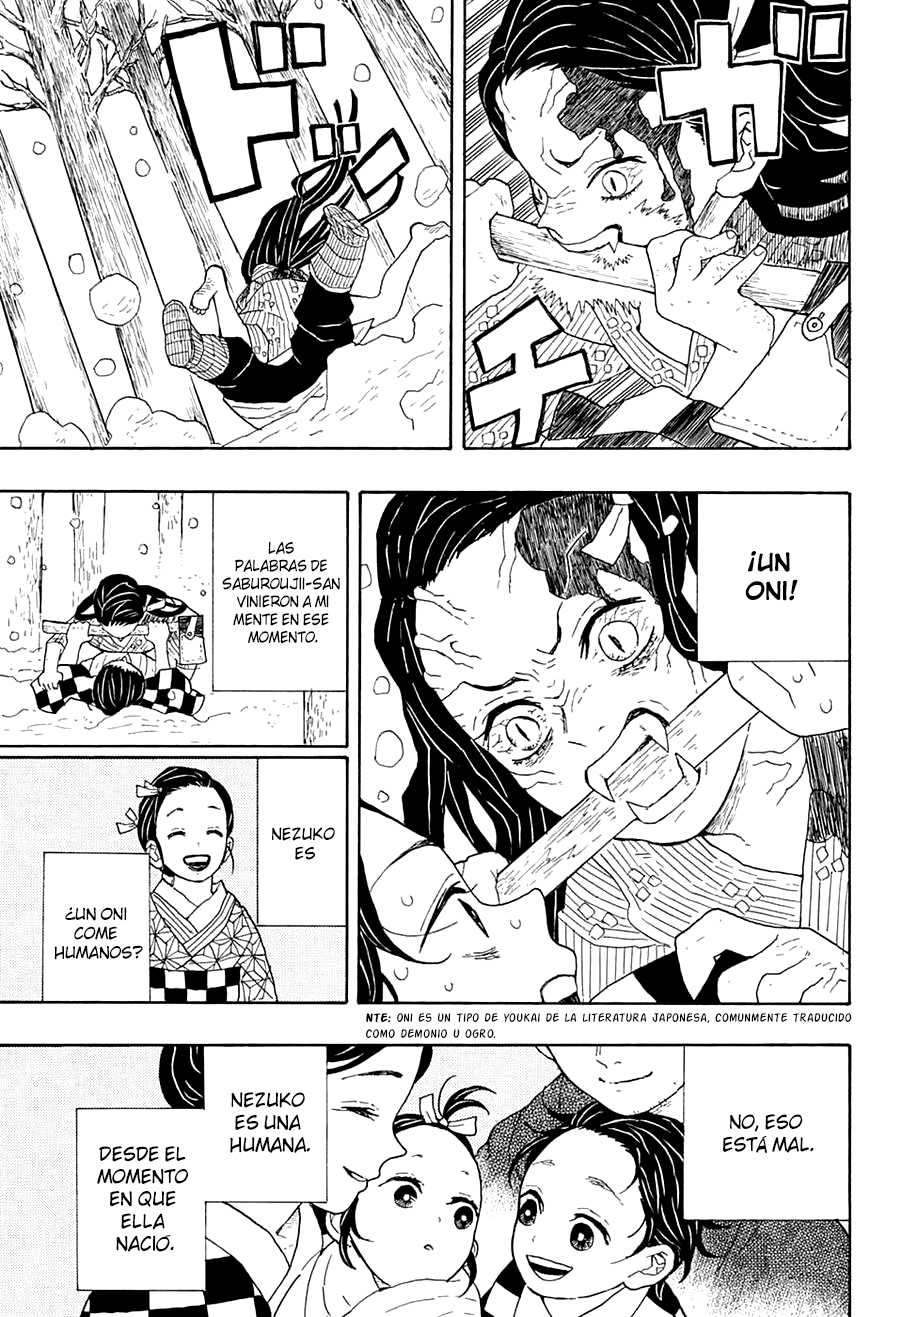 ガチ
ドッ
¡UN
ONI!
LAS
PALABRAS DE
SABUROUJII-SAN
VINIERON A MI
MENTE EN ESE
MOMENTO.
NEZUKO
ES
¿UN ONI
COME
HUMANOS?
NTE: ONI ES UN TIPO DE YOUKAI DE LA LITERATURA JAPONESA, COMUNMENTE TRADUCIDO
COMO DEMONIO U OGRO.
NO, ESO
ESTÁ MAL.
NEZUKO
ES UNA
HUMANA.
DESDE EL
MOMENTO
EN QUE
ELLA
NACIÓ.